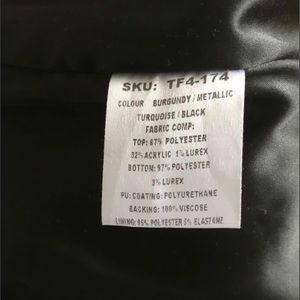 SKU: TF4-174
COLOUR BURGUNDY / METALLIC
TURQUOISE / BLACK
FABRIC COMP:
TOP: 67% POLYESTER
32% ACRYLIC 1% LUREX
BOTTOM: 97% POLYESTER
3% LUREX
PU: COATING: POLYURETHANE
BACKING: 100% VISCOSE
LINING: 95% POLYESTER 5% ELASTANE